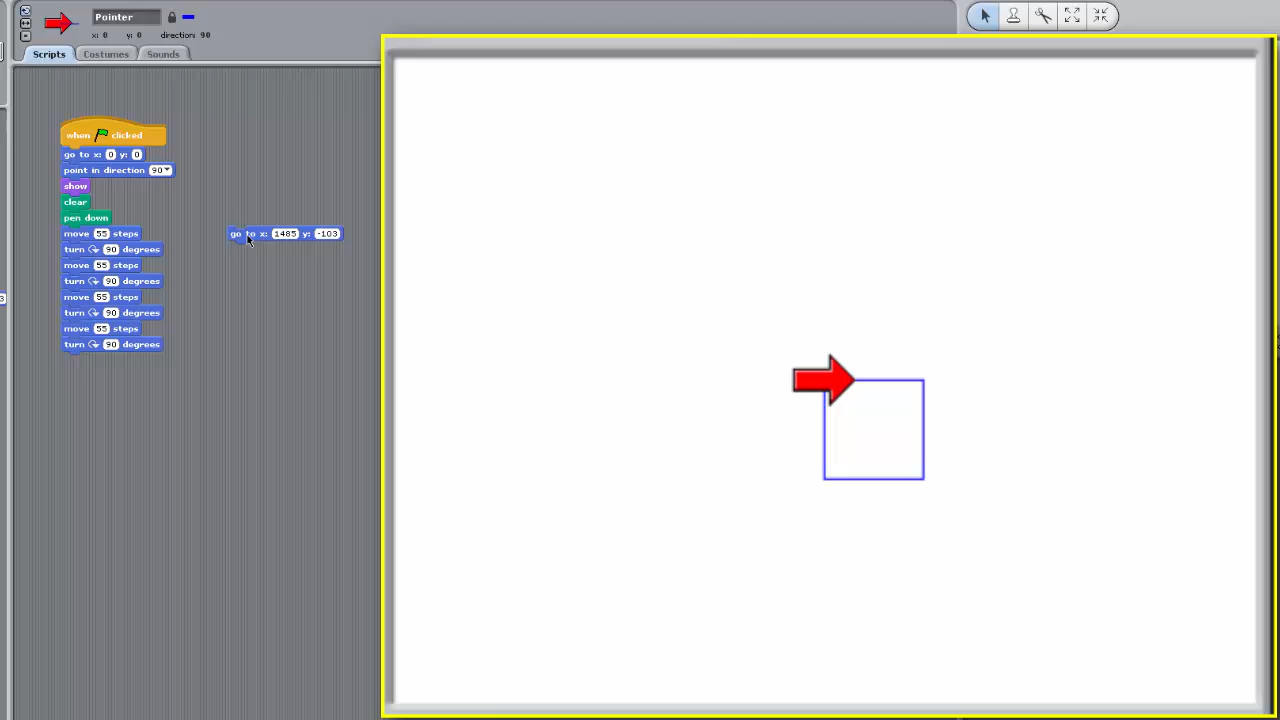 Pointer
x: 0 y: 0 direction: 90
Scripts Costumes Sounds
when clicked
go to x: 0 y: 0
point in direction 90
show
clear
pen down
move 55 steps
go to x: 1485 y: -103
turn 90 degrees
move 55 steps
turn 90 degrees
3
move 55 steps
turn 90 degrees
move 55 steps
turn 90 degrees